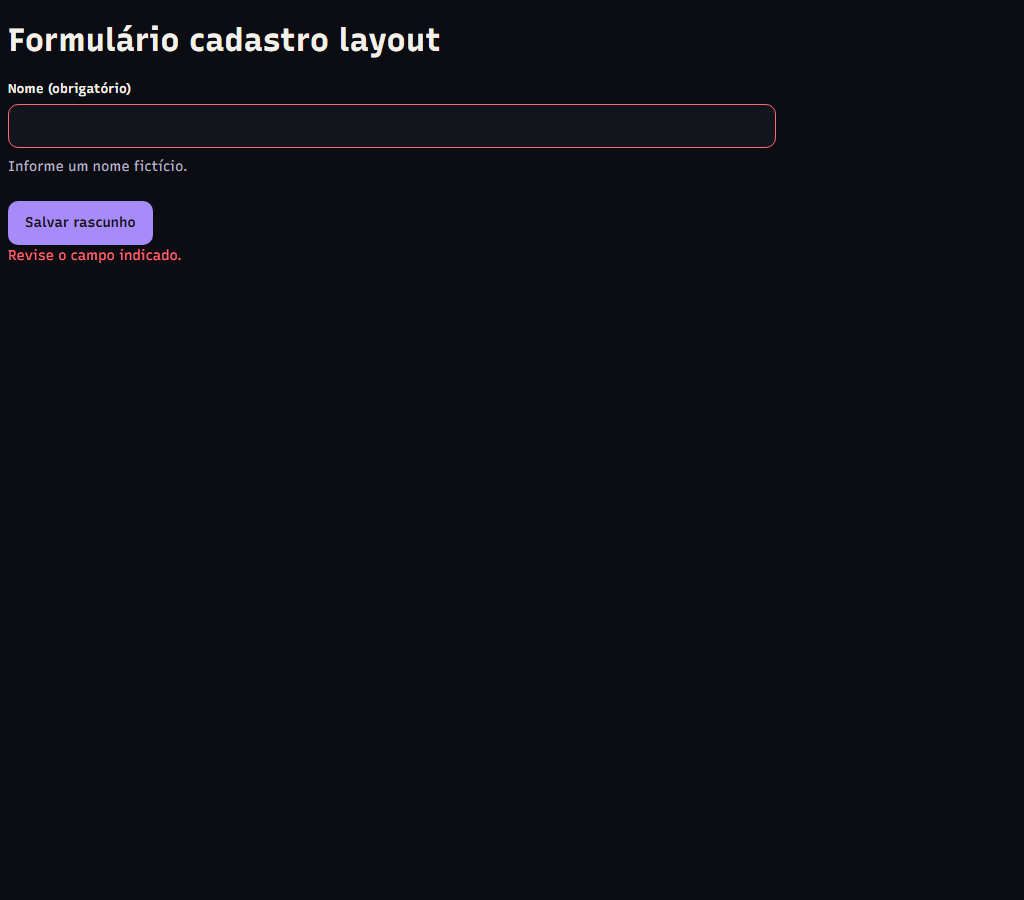 Formulário cadastro layout
Nome (obrigatório)
Informe um nome fictício.
Salvar rascunho
Revise o campo indicado.